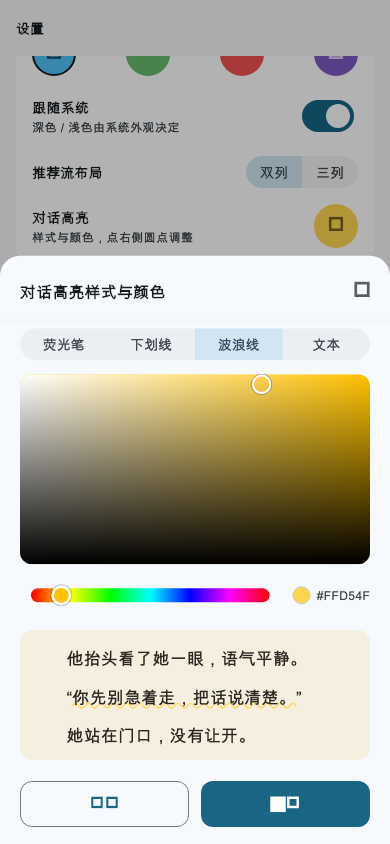 设置
跟随系统
深色 / 浅色由系统外观决定
推荐流布局
双列
三列
对话高亮
样式与颜色，点右侧圆点调整
对话高亮样式与颜色
荧光笔
下划线
波浪线
文本
#FFD54F
他抬头看了她一眼，语气平静。
“你先别急着走，把话说清楚。”
她站在门口，没有让开。